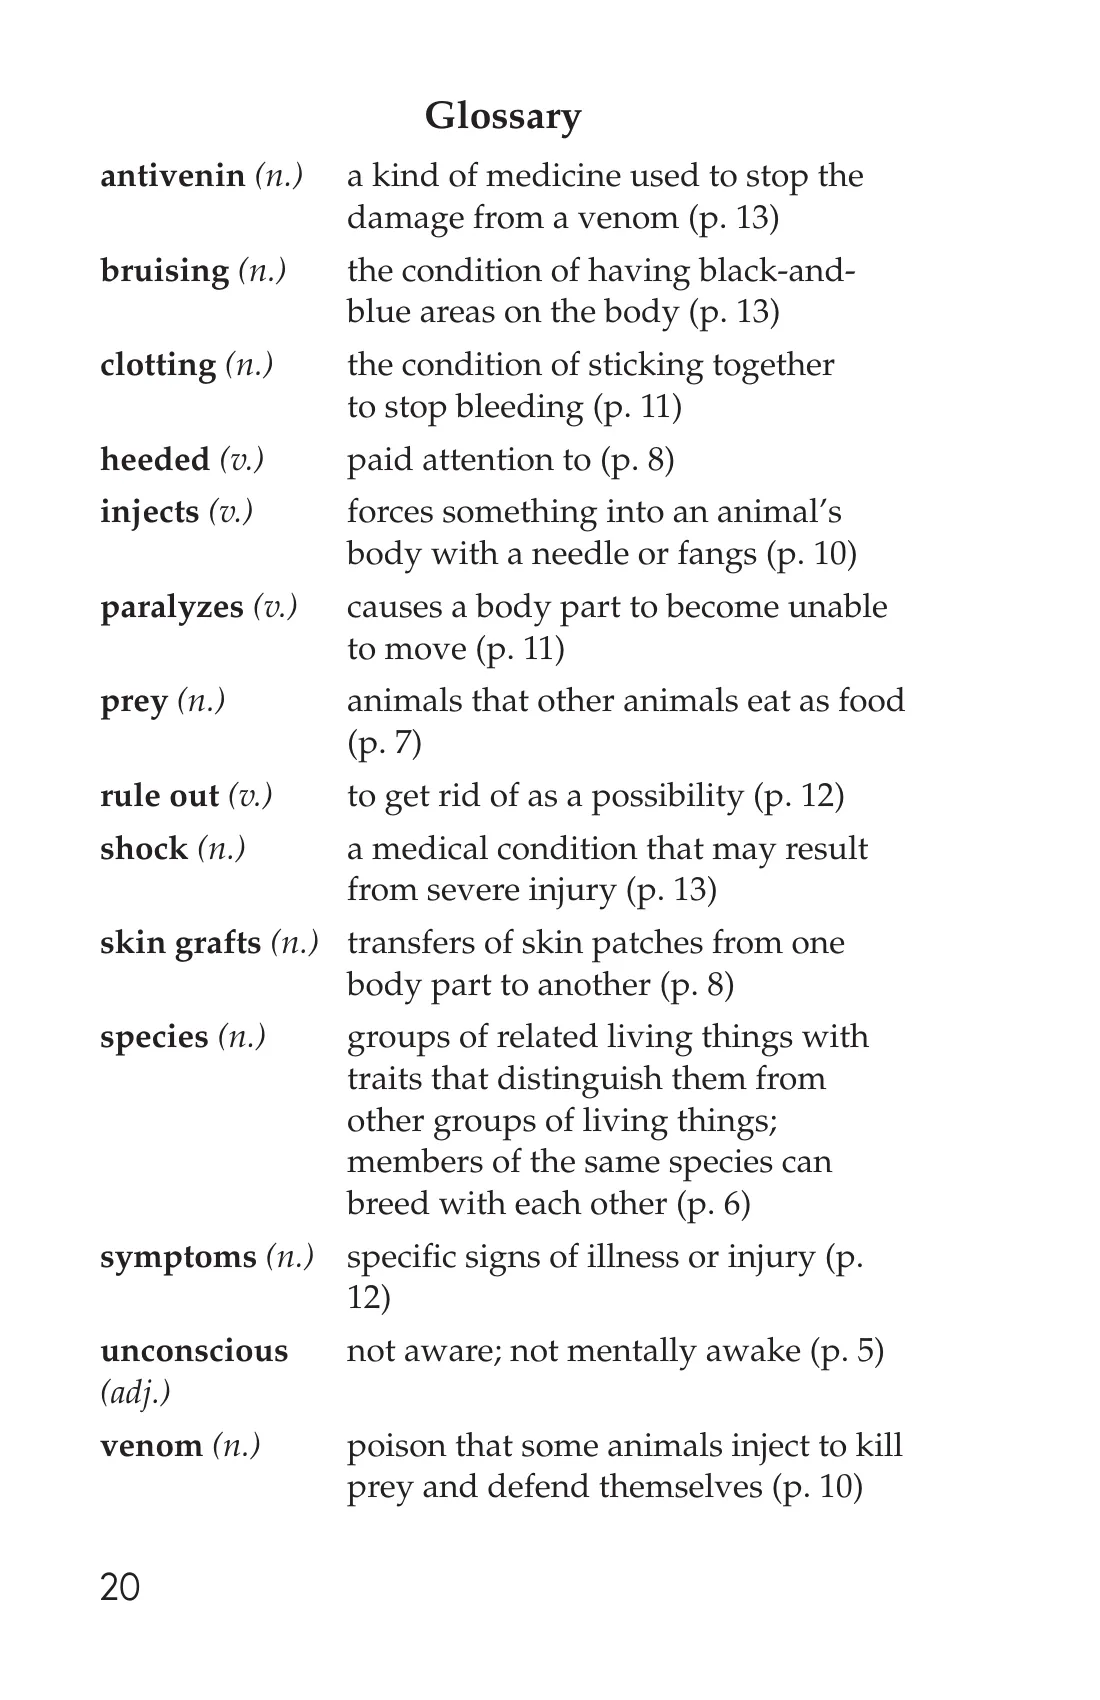 Glossary
antivenin (n.) a kind of medicine used to stop the
damage from a venom (p. 13)
bruising (n.) the condition of having black-and-
blue areas on the body (p. 13)
clotting (n.) the condition of sticking together
to stop bleeding (p. 11)
heeded (v.) paid attention to (p. 8)
injects (v.) forces something into an animal’s
body with a needle or fangs (p. 10)
paralyzes (v.) causes a body part to become unable
to move (p. 11)
prey (n.) animals that other animals eat as food
(p. 7)
rule out (v.) to get rid of as a possibility (p. 12)
shock (n.) a medical condition that may result
from severe injury (p. 13)
skin grafts (n.) transfers of skin patches from one
body part to another (p. 8)
species (n.) groups of related living things with
traits that distinguish them from
other groups of living things;
members of the same species can
breed with each other (p. 6)
symptoms (n.) specific signs of illness or injury (p.
12)
unconscious not aware; not mentally awake (p. 5)
(adj.)
venom (n.) poison that some animals inject to kill
prey and defend themselves (p. 10)
20